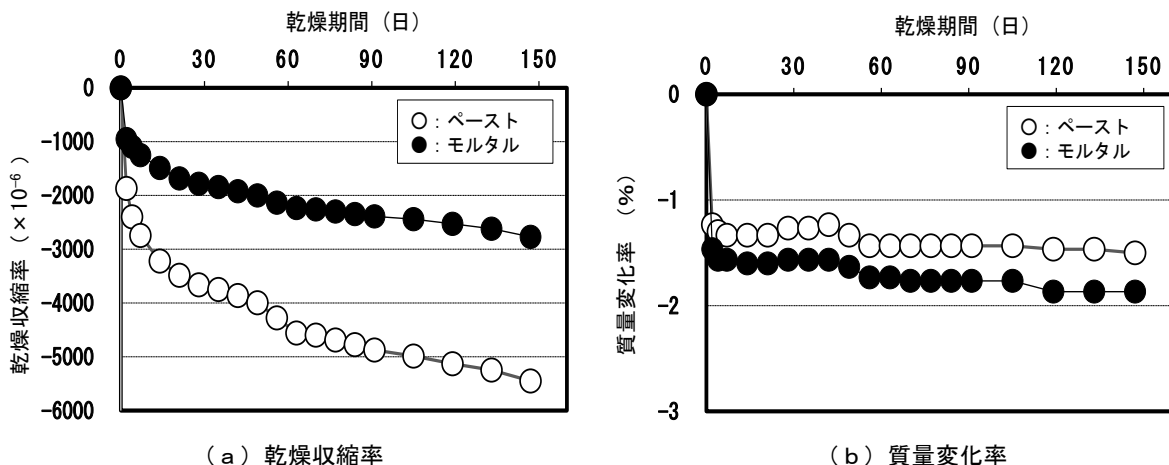 乾燥期間（日）
0 30 60 90 120 150
0
-1000
-2000
-3000
-4000
-5000
-6000
乾燥収縮率（×10⁻⁶）
○：ペースト
●：モルタル
（a）乾燥収縮率
乾燥期間（日）
0 30 60 90 120 150
0
-1
-2
-3
質量変化率（%）
○：ペースト
●：モルタル
（b）質量変化率